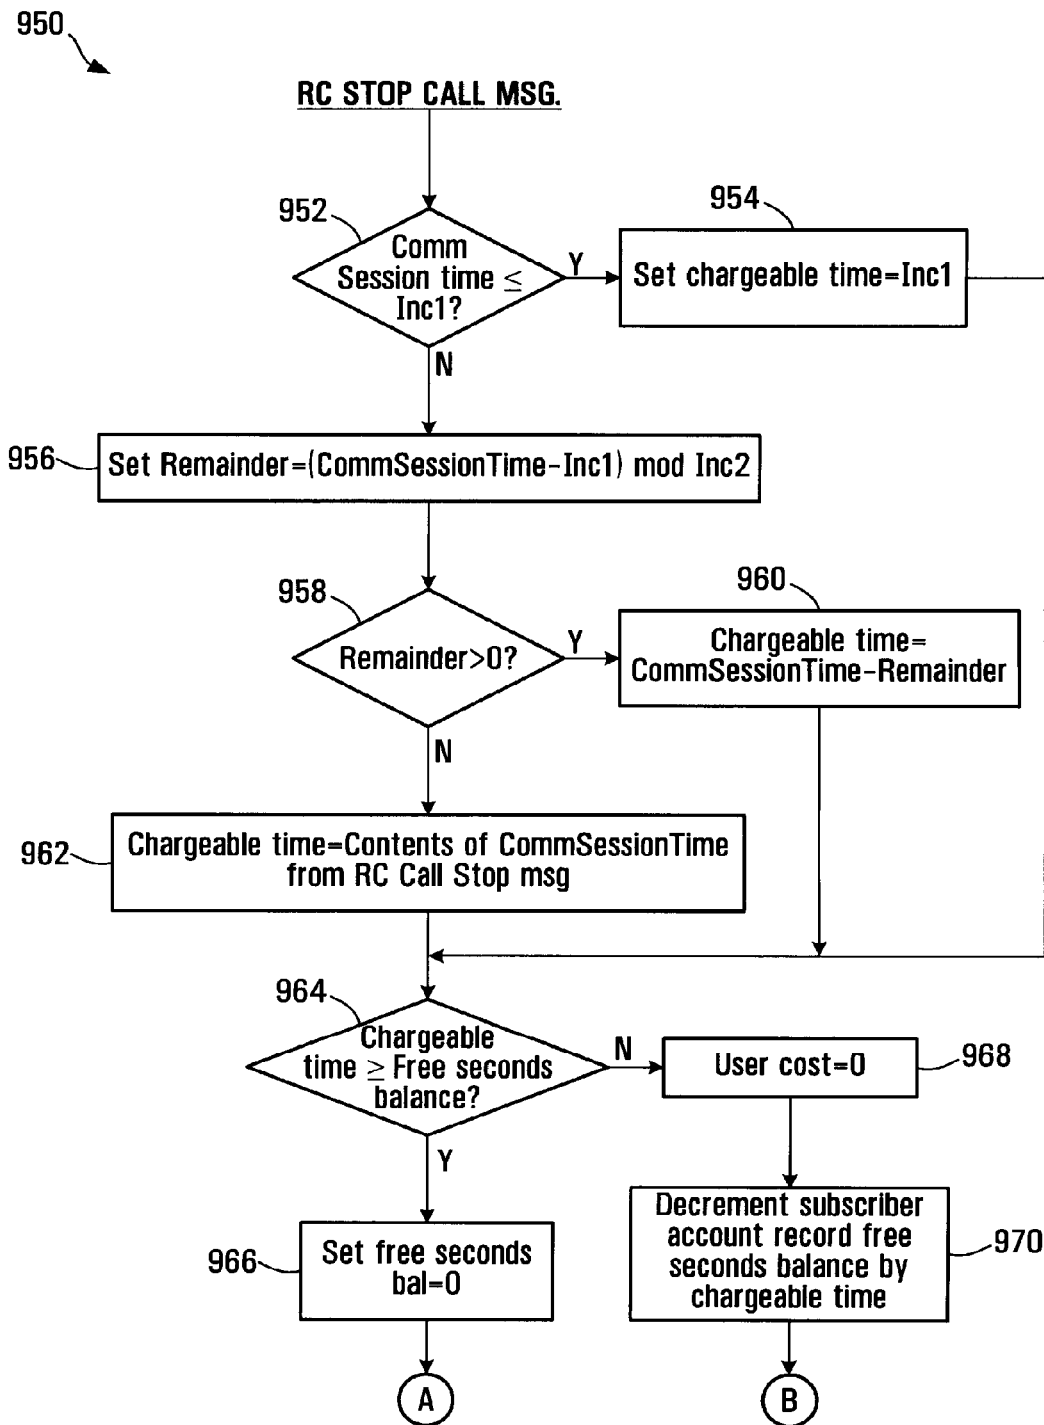 950
RC STOP CALL MSG.
952
Comm
Session time ≤
Inc1?
Y
954
Set chargeable time=Inc1
N
956
Set Remainder=(CommSessionTime-Inc1) mod Inc2
958
Remainder>0?
Y
960
Chargeable time=
CommSessionTime-Remainder
N
962
Chargeable time=Contents of CommSessionTime
from RC Call Stop msg
964
Chargeable
time ≥ Free seconds
balance?
N
User cost=0
968
Y
966
Set free seconds
bal=0
Decrement subscriber
account record free
seconds balance by
chargeable time
970
A
B